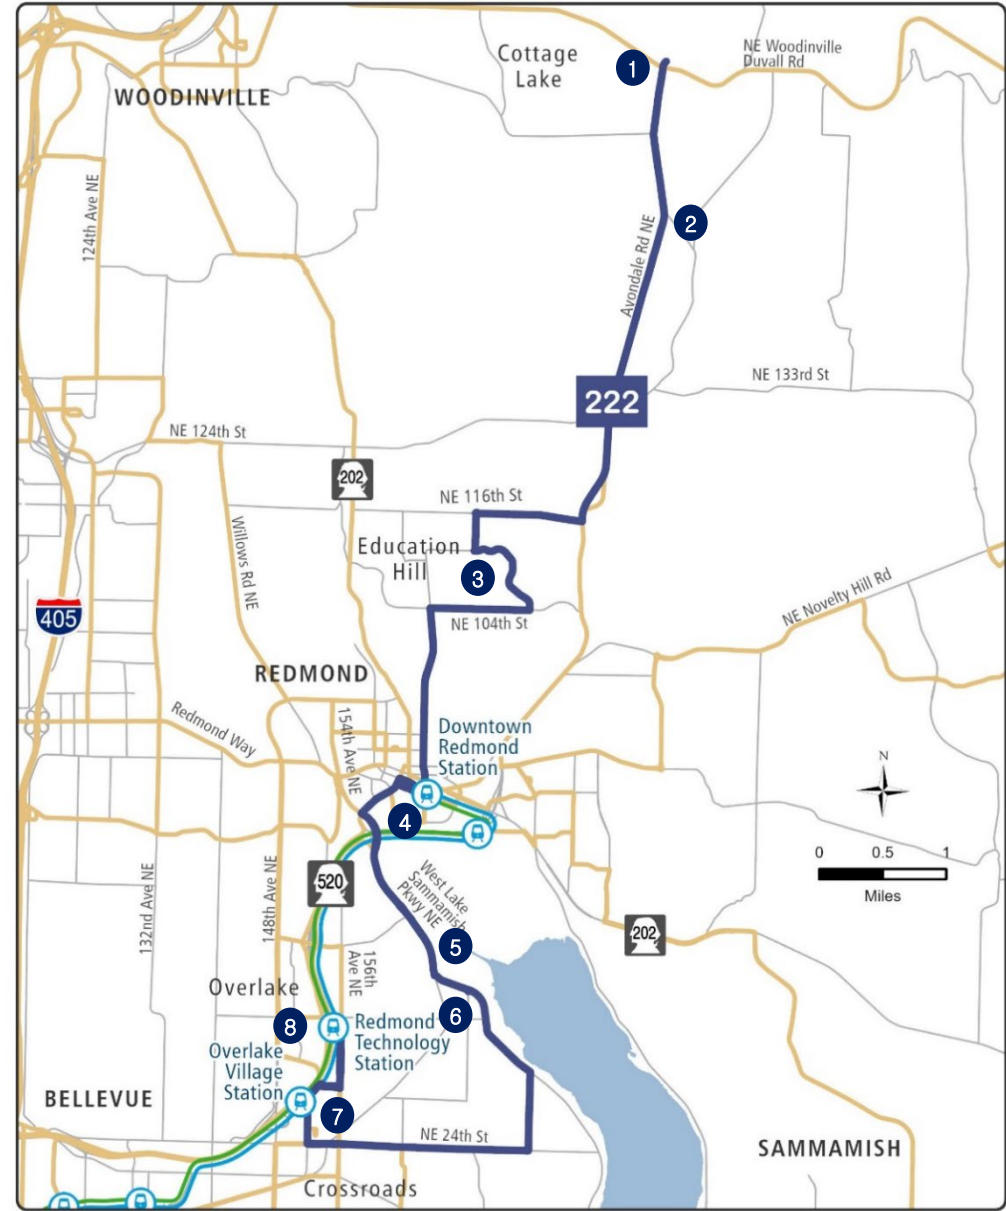 Cottage
Lake
1
NE Woodinville
Duvall Rd
WOODINVILLE
124th Ave NE
2
Avondale Rd NE
NE 133rd St
222
NE 124th St
202
NE 116th St
Willows Rd NE
Education
Hill
3
405
NE Novelty Hill Rd
NE 104th St
REDMOND
Redmond Way
154th Ave NE
Downtown
Redmond
Station
N
4
0 0.5 1
Miles
520
West Lake
Sammamish
Pkwy NE
132nd Ave NE
148th Ave NE
202
5
156th
Ave NE
Overlake
6
8
Redmond
Technology
Station
Overlake
Village
Station
BELLEVUE
7
NE 24th St
SAMMAMISH
Crossroads